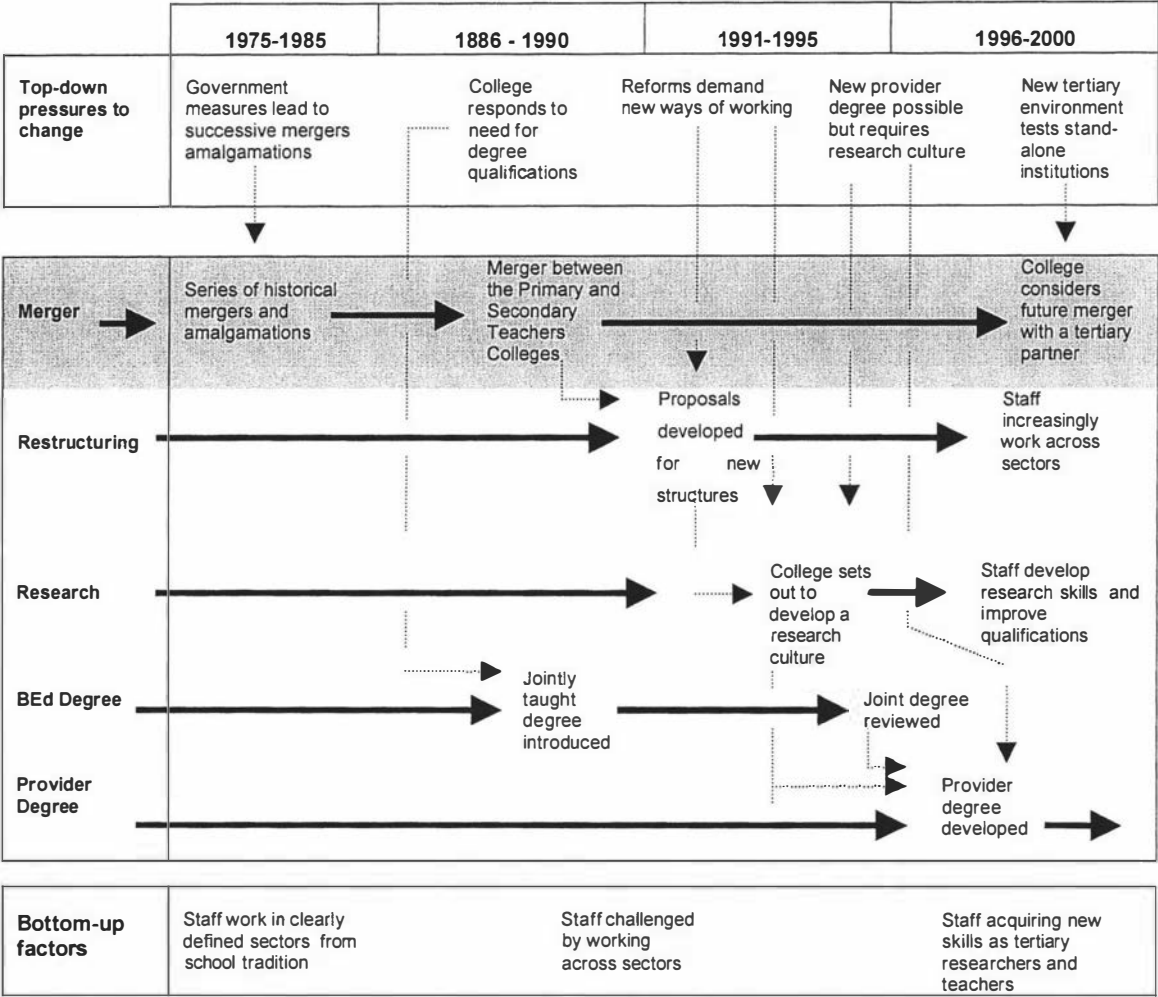 1975-1985
1886 - 1990
1991-1995
1996-2000
Top-down
pressures to
change
Government
measures lead to
successive mergers
amalgamations
College
responds to
need for
degree
qualifications
Reforms demand
new ways of working
New provider
degree possible
but requires
research culture
New tertiary
environment
tests stand-
alone
institutions
Merger
Series of historical
mergers and
amalgamations
Merger between
the Primary and
Secondary
Teachers
Colleges
College
considers
future merger
with a tertiary
partner
Restructuring
Proposals
developed
for new
structures
Staff
increasingly
work across
sectors
Research
College sets
out to
develop a
research
culture
Staff develop
research skills and
improve
qualifications
BEd Degree
Jointly
taught
degree
introduced
Joint degree
reviewed
Provider
Degree
Provider
degree
developed
Bottom-up
factors
Staff work in clearly
defined sectors from
school tradition
Staff challenged
by working
across sectors
Staff acquiring new
skills as tertiary
researchers and
teachers